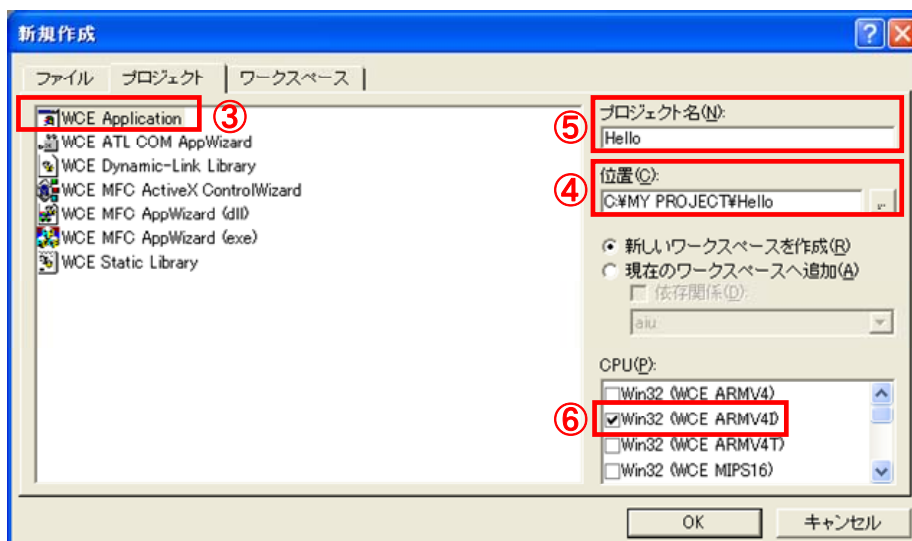 新規作成
ファイル プロジェクト ワークスペース
③
WCE Application
WCE ATL COM AppWizard
WCE Dynamic-Link Library
WCE MFC ActiveX ControlWizard
WCE MFC AppWizard (dll)
WCE MFC AppWizard (exe)
WCE Static Library
⑤
プロジェクト名(N):
Hello
④
位置(C):
C:¥MY PROJECT¥Hello
...
新しいワークスペースを作成(R)
現在のワークスペースへ追加(A)
依存関係(D):
aiu
CPU(P):
Win32 (WCE ARMV4)
⑥
Win32 (WCE ARMV4I)
Win32 (WCE ARMV4T)
Win32 (WCE MIPS16)
OK キャンセル